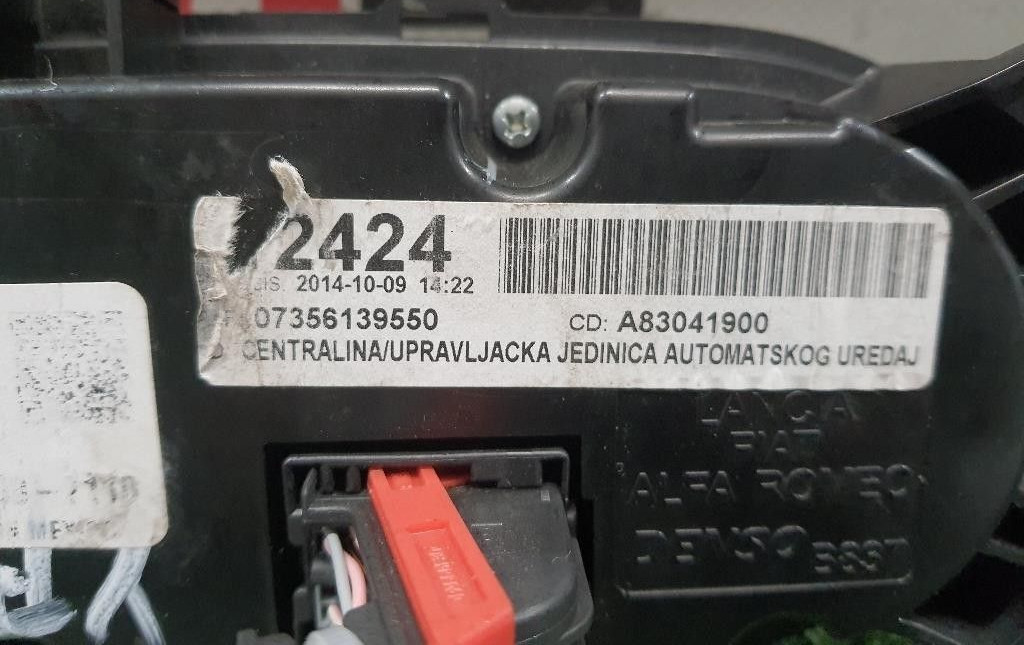 2424
2014-10-09 14:22
07356139550
CD: A83041900
CENTRALINA/UPRAVLJACKA JEDINICA AUTOMATSKOG UREDAJ
LANCIA
FIAT
ALFA ROMEO
DENSO